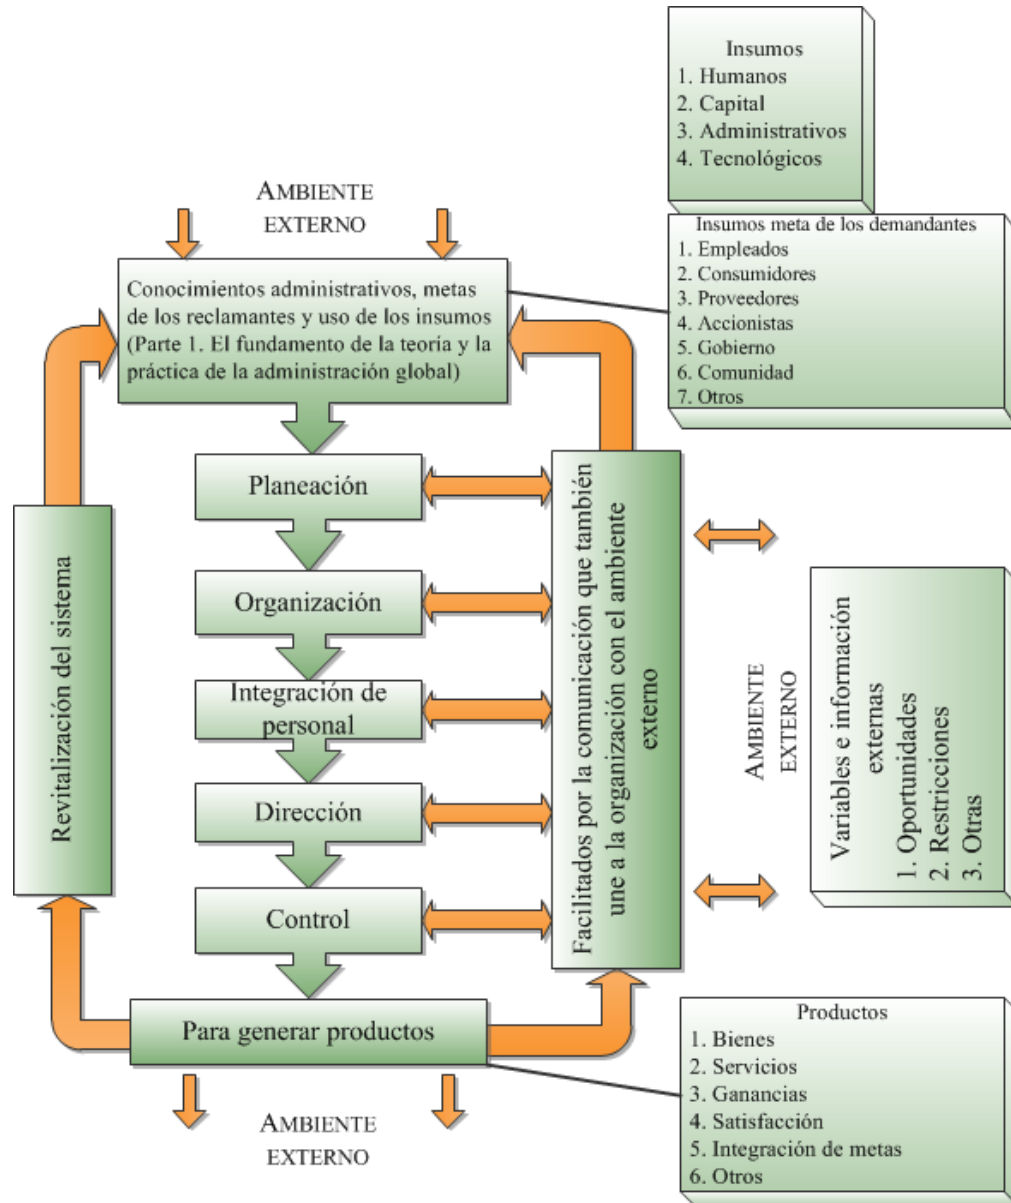 Insumos
1. Humanos
2. Capital
3. Administrativos
4. Tecnológicos
AMBIENTE
EXTERNO
Insumos meta de los demandantes
1. Empleados
2. Consumidores
3. Proveedores
4. Accionistas
5. Gobierno
6. Comunidad
7. Otros
Conocimientos administrativos, metas
de los reclamantes y uso de los insumos
(Parte 1. El fundamento de la teoría y la
práctica de la administración global)
Planeación
Organización
Integración de
personal
Dirección
Control
Para generar productos
Revitalización del sistema
Facilitados por la comunicación que también
une a la organización con el ambiente
externo
AMBIENTE
EXTERNO
Variables e información
externas
1. Oportunidades
2. Restricciones
3. Otras
Productos
1. Bienes
2. Servicios
3. Ganancias
4. Satisfacción
5. Integración de metas
6. Otros
AMBIENTE
EXTERNO